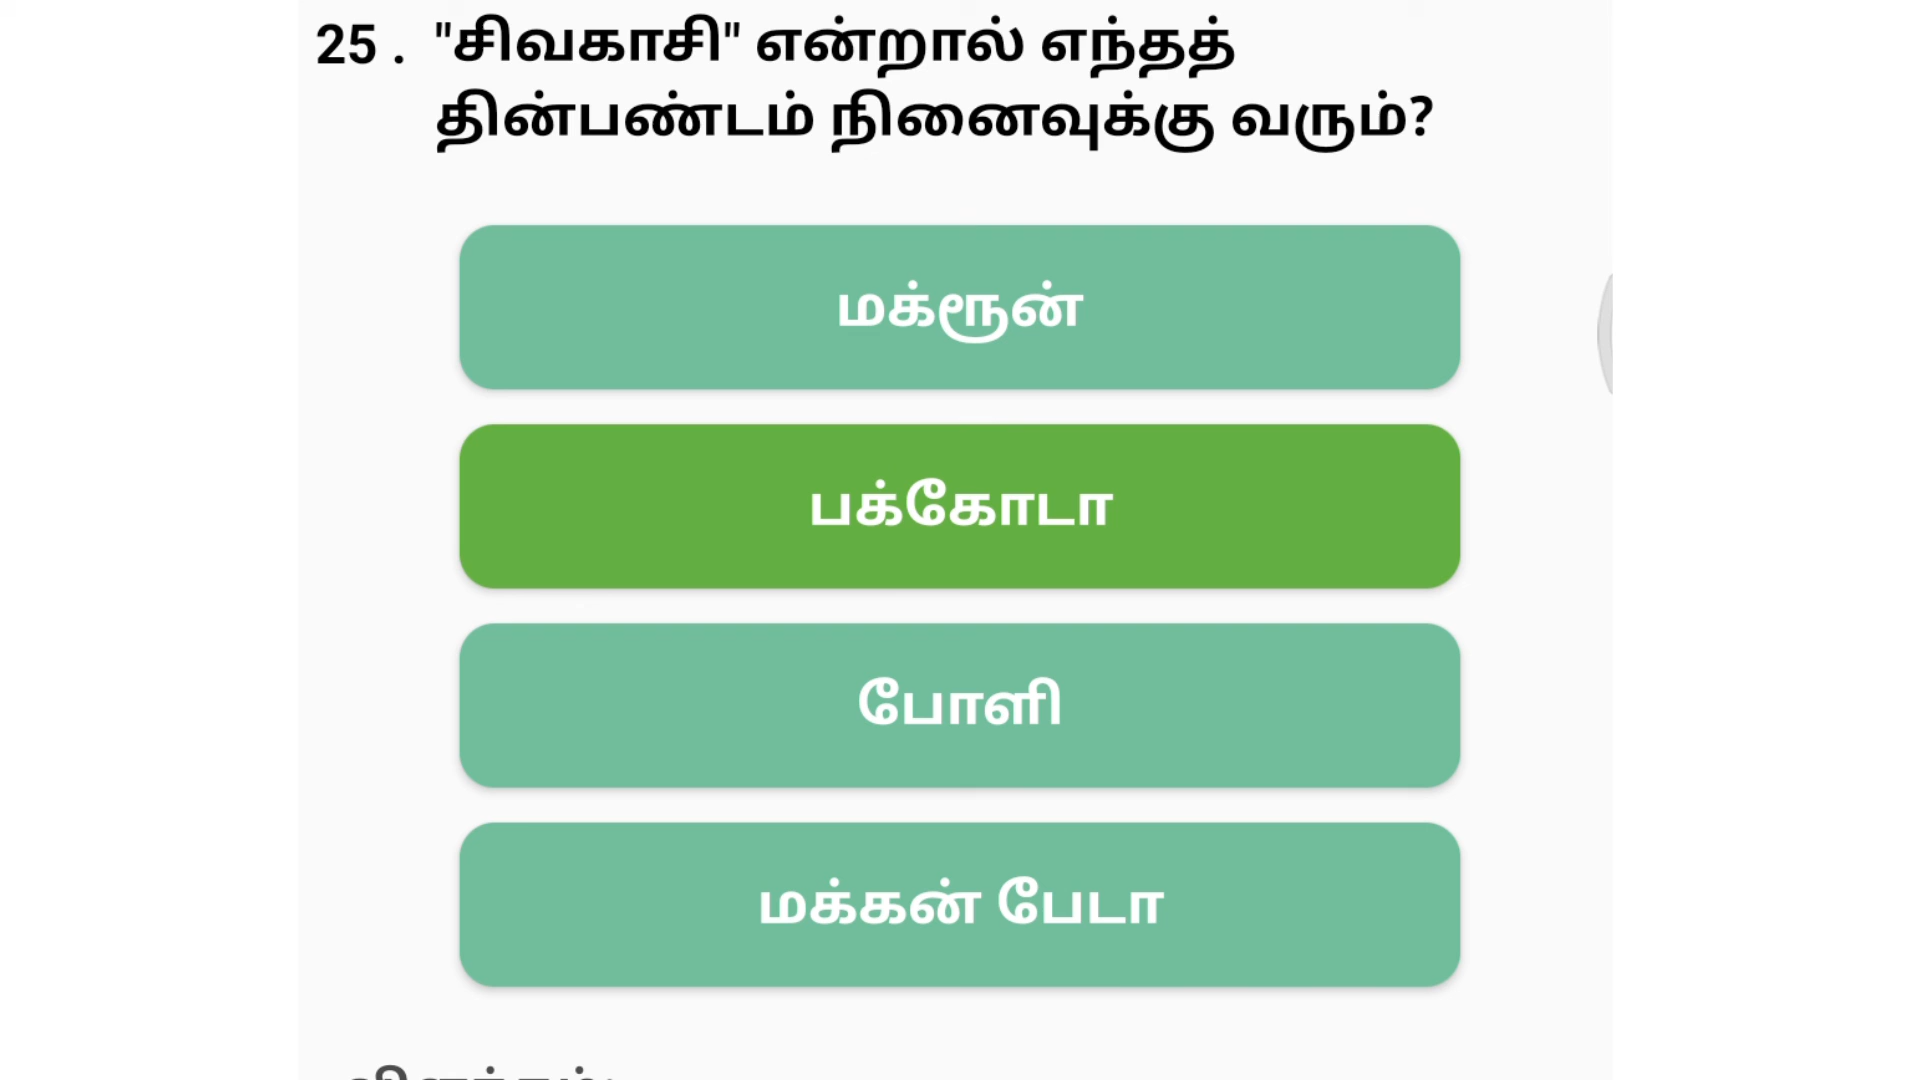 25 . "சிவகாசி" என்றால் எந்தத்
தின்பண்டம் நினைவுக்கு வரும்?
மக்ரூன்
பக்கோடா
போளி
மக்கன் பேடா